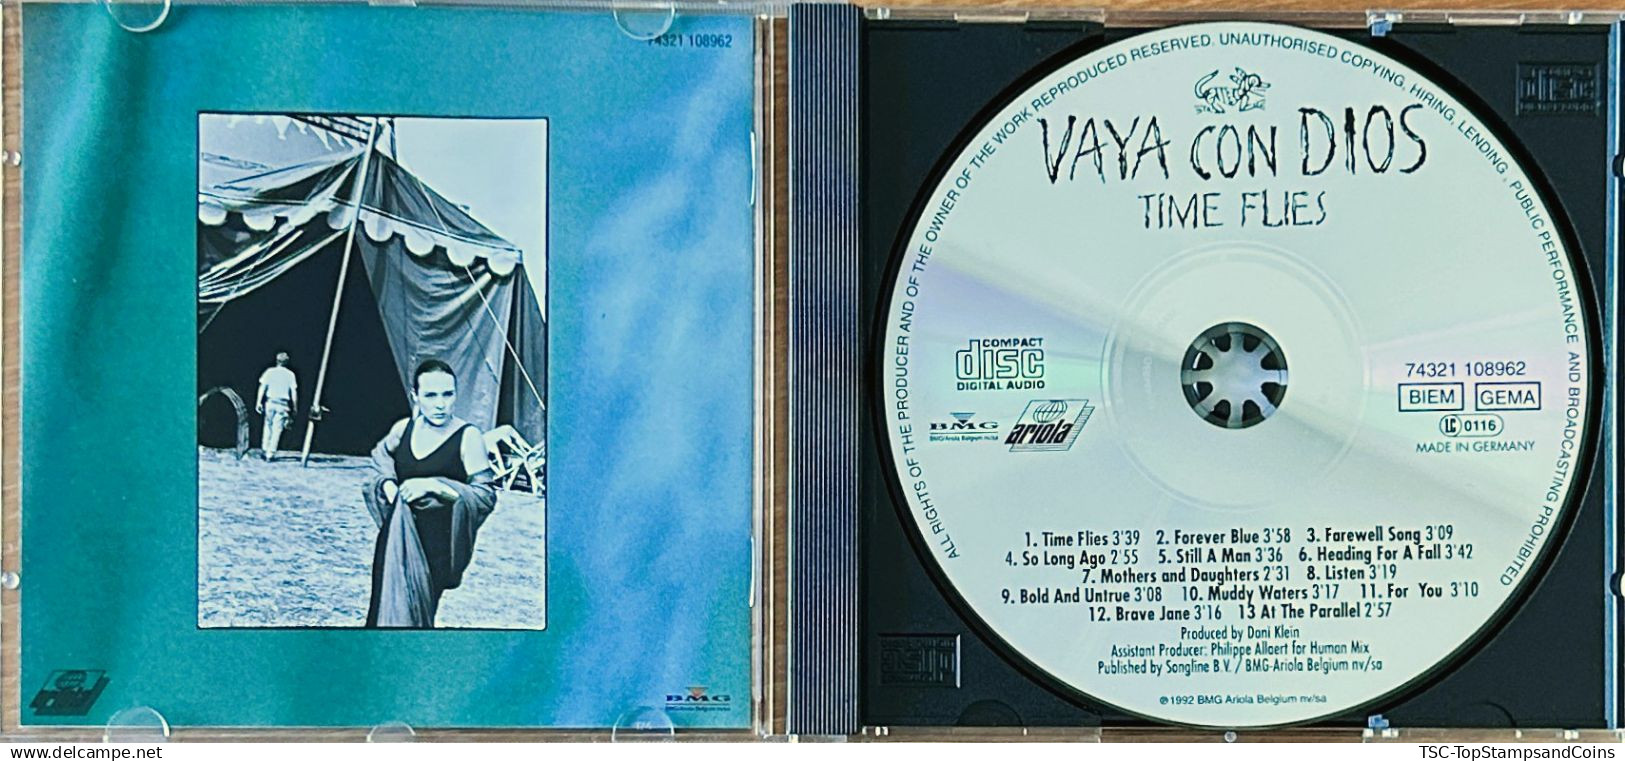 74321 108962
BMG
ALL RIGHTS OF THE PRODUCER AND OF THE OWNER OF THE WORK REPRODUCED RESERVED. UNAUTHORISED COPYING, HIRING, LENDING, PUBLIC PERFORMANCE AND BROADCASTING PROHIBITED
VAYA CON DIOS
TIME FLIES
COMPACT
disc
DIGITAL AUDIO
BMG
BMG/Ariola Belgium nv/sa
ariola
74321 108962
BIEM GEMA
LC 0116
MADE IN GERMANY
1. Time Flies 3'39 2. Forever Blue 3'58 3. Farewell Song 3'09
4. So Long Ago 2'55 5. Still A Man 3'36 6. Heading For A Fall 3'42
7. Mothers and Daughters 2'31 8. Listen 3'19
9. Bold And Untrue 3'08 10. Muddy Waters 3'17 11. For You 3'10
12. Brave Jane 3'16 13 At The Parallel 2'57
Produced by Dani Klein
Assistant Producer: Philippe Allaert for Human Mix
Published by Songline B.V. / BMG-Ariola Belgium nv/sa
℗ 1992 BMG Ariola Belgium nv/sa
https://www.delcampe.net
TSC-TopStampsandCoins